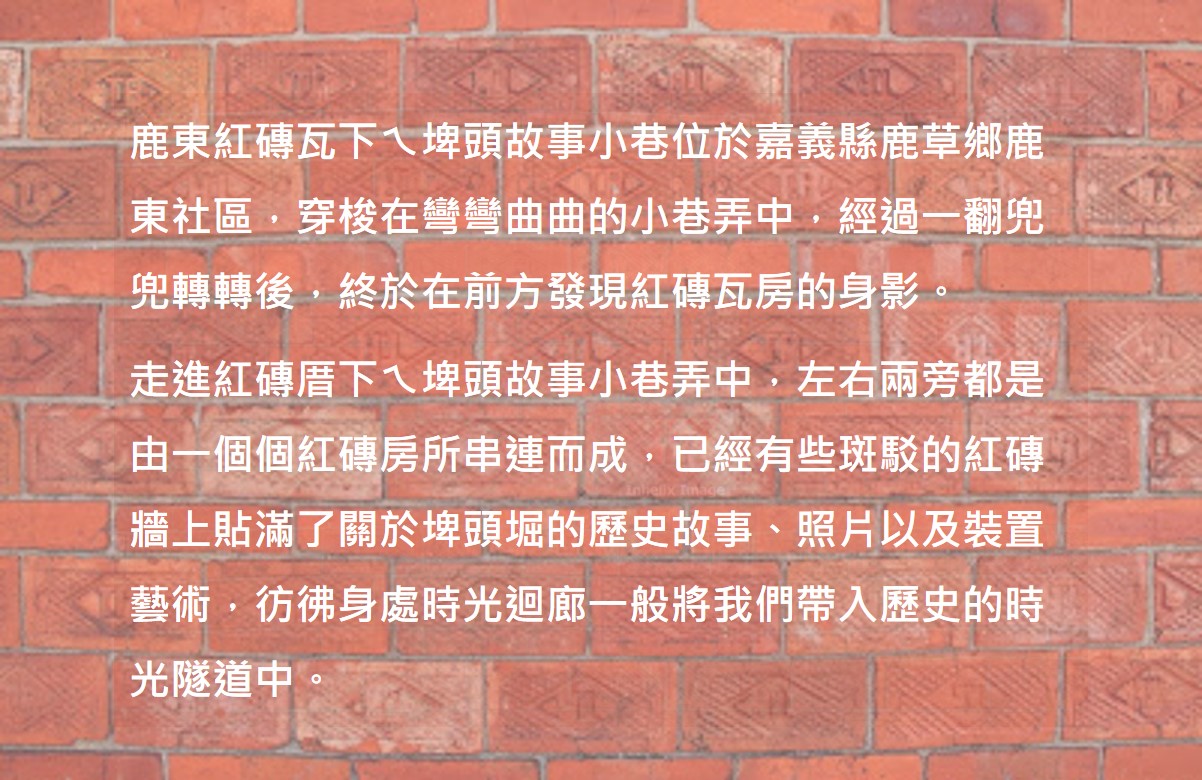 鹿東紅磚瓦下ㄟ埤頭故事小巷位於嘉義縣鹿草鄉鹿
東社區，穿梭在彎彎曲曲的小巷弄中，經過一翻兜
兜轉轉後，終於在前方發現紅磚瓦房的身影。
走進紅磚厝下ㄟ埤頭故事小巷弄中，左右兩旁都是
由一個個紅磚房所串連而成，已經有些斑駁的紅磚
牆上貼滿了關於埤頭堀的歷史故事、照片以及裝置
藝術，彷彿身處時光迴廊一般將我們帶入歷史的時
光隧道中。